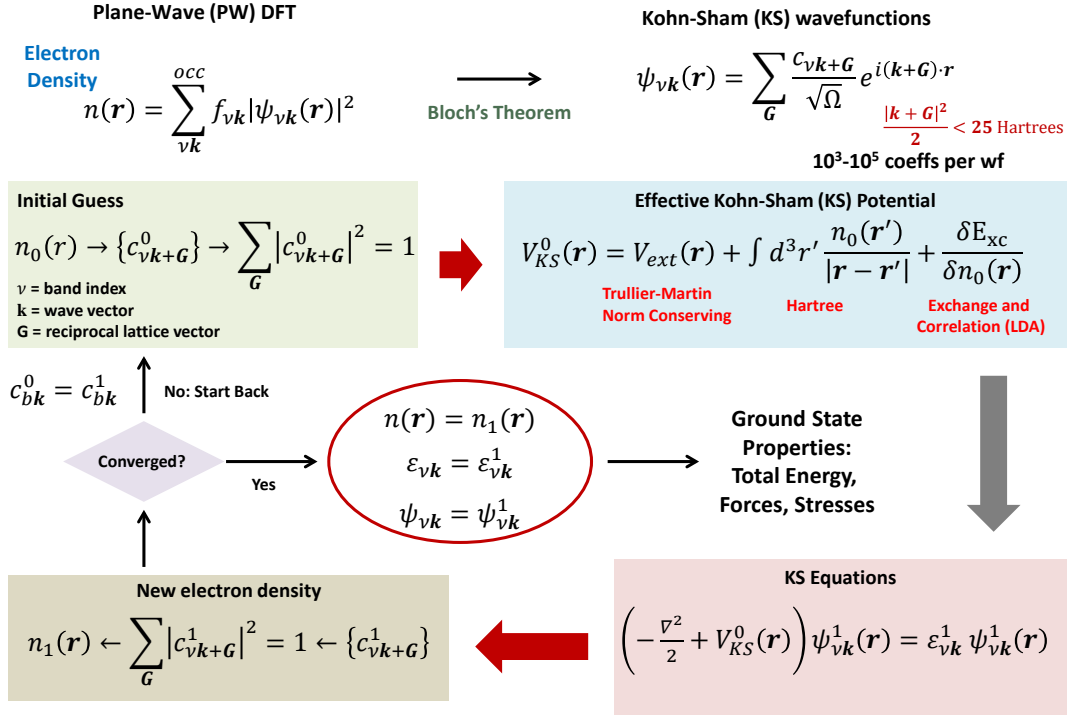 Plane-Wave (PW) DFT
Kohn-Sham (KS) wavefunctions
Electron
Density
n(𝒓) = ∑_{ν𝒌}^{occ} f_{ν𝒌}|ψ_{ν𝒌}(𝒓)|²
Bloch's Theorem
ψ_{ν𝒌}(𝒓) = ∑_{𝑮} c_{ν𝒌+𝑮}/√Ω e^{i(𝒌+𝑮)·𝒓}
|𝒌 + 𝑮|²/2 < 25 Hartrees
10³-10⁵ coeffs per wf
Initial Guess
n₀(r) → {c⁰_{ν𝒌+𝑮}} → ∑_{𝑮} |c⁰_{ν𝒌+𝑮}|² = 1
ν = band index
k = wave vector
G = reciprocal lattice vector
Effective Kohn-Sham (KS) Potential
V⁰_{KS}(𝒓) = V_{ext}(𝒓) + ∫ d³r′ n₀(𝒓′)/|𝒓 − 𝒓′| + δE_{xc}/δn₀(𝒓)
Trullier-Martin
Norm Conserving
Hartree
Exchange and
Correlation (LDA)
c⁰_{b𝒌} = c¹_{b𝒌}
No: Start Back
Converged?
Yes
n(𝒓) = n₁(𝒓)
ε_{ν𝒌} = ε¹_{ν𝒌}
ψ_{ν𝒌} = ψ¹_{ν𝒌}
Ground State
Properties:
Total Energy,
Forces, Stresses
New electron density
n₁(𝒓) ← ∑_{𝑮} |c¹_{ν𝒌+𝑮}|² = 1 ← {c¹_{ν𝒌+𝑮}}
KS Equations
(−∇²/2 + V⁰_{KS}(𝒓)) ψ¹_{ν𝒌}(𝒓) = ε¹_{ν𝒌} ψ¹_{ν𝒌}(𝒓)